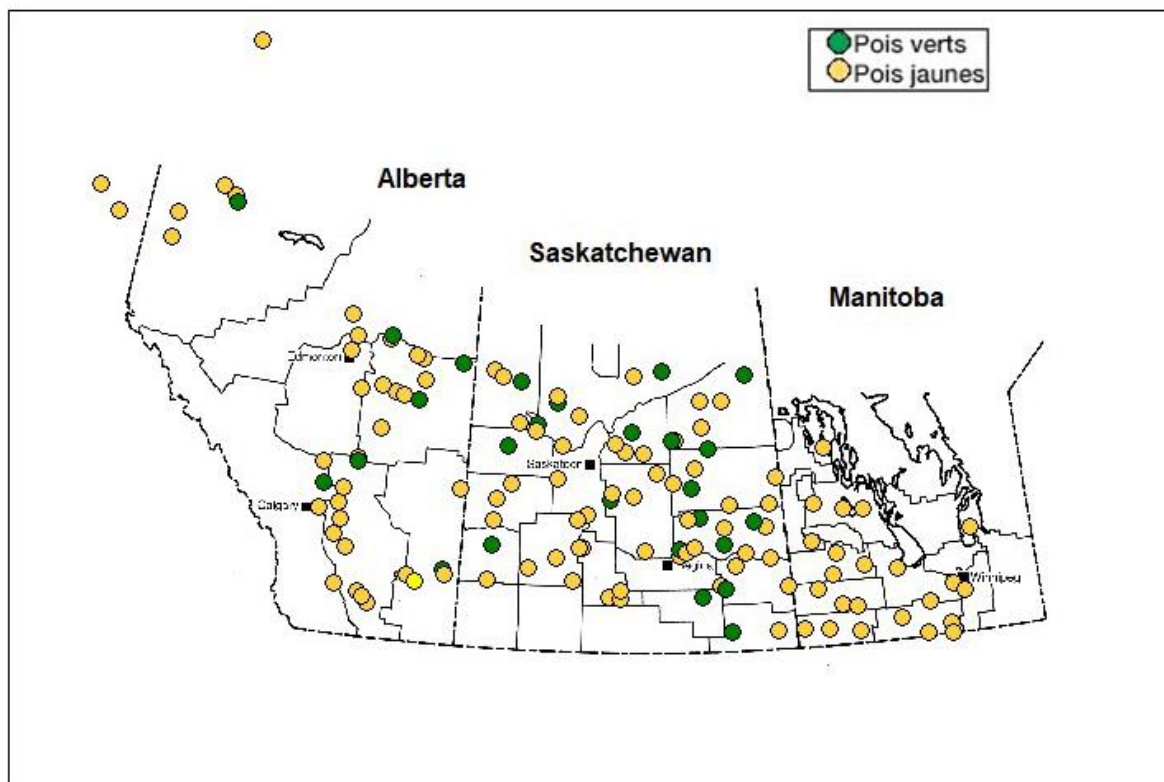 Pois verts
Pois jaunes
Alberta
Saskatchewan
Manitoba
Edmonton
Saskatoon
Calgary
Winnipeg